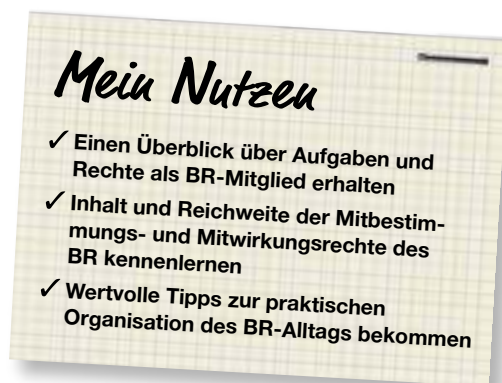 Mein Nutzen
✓ Einen Überblick über Aufgaben und
Rechte als BR-Mitglied erhalten
✓ Inhalt und Reichweite der Mitbestim-
mungs- und Mitwirkungsrechte des
BR kennenlernen
✓ Wertvolle Tipps zur praktischen
Organisation des BR-Alltags bekommen